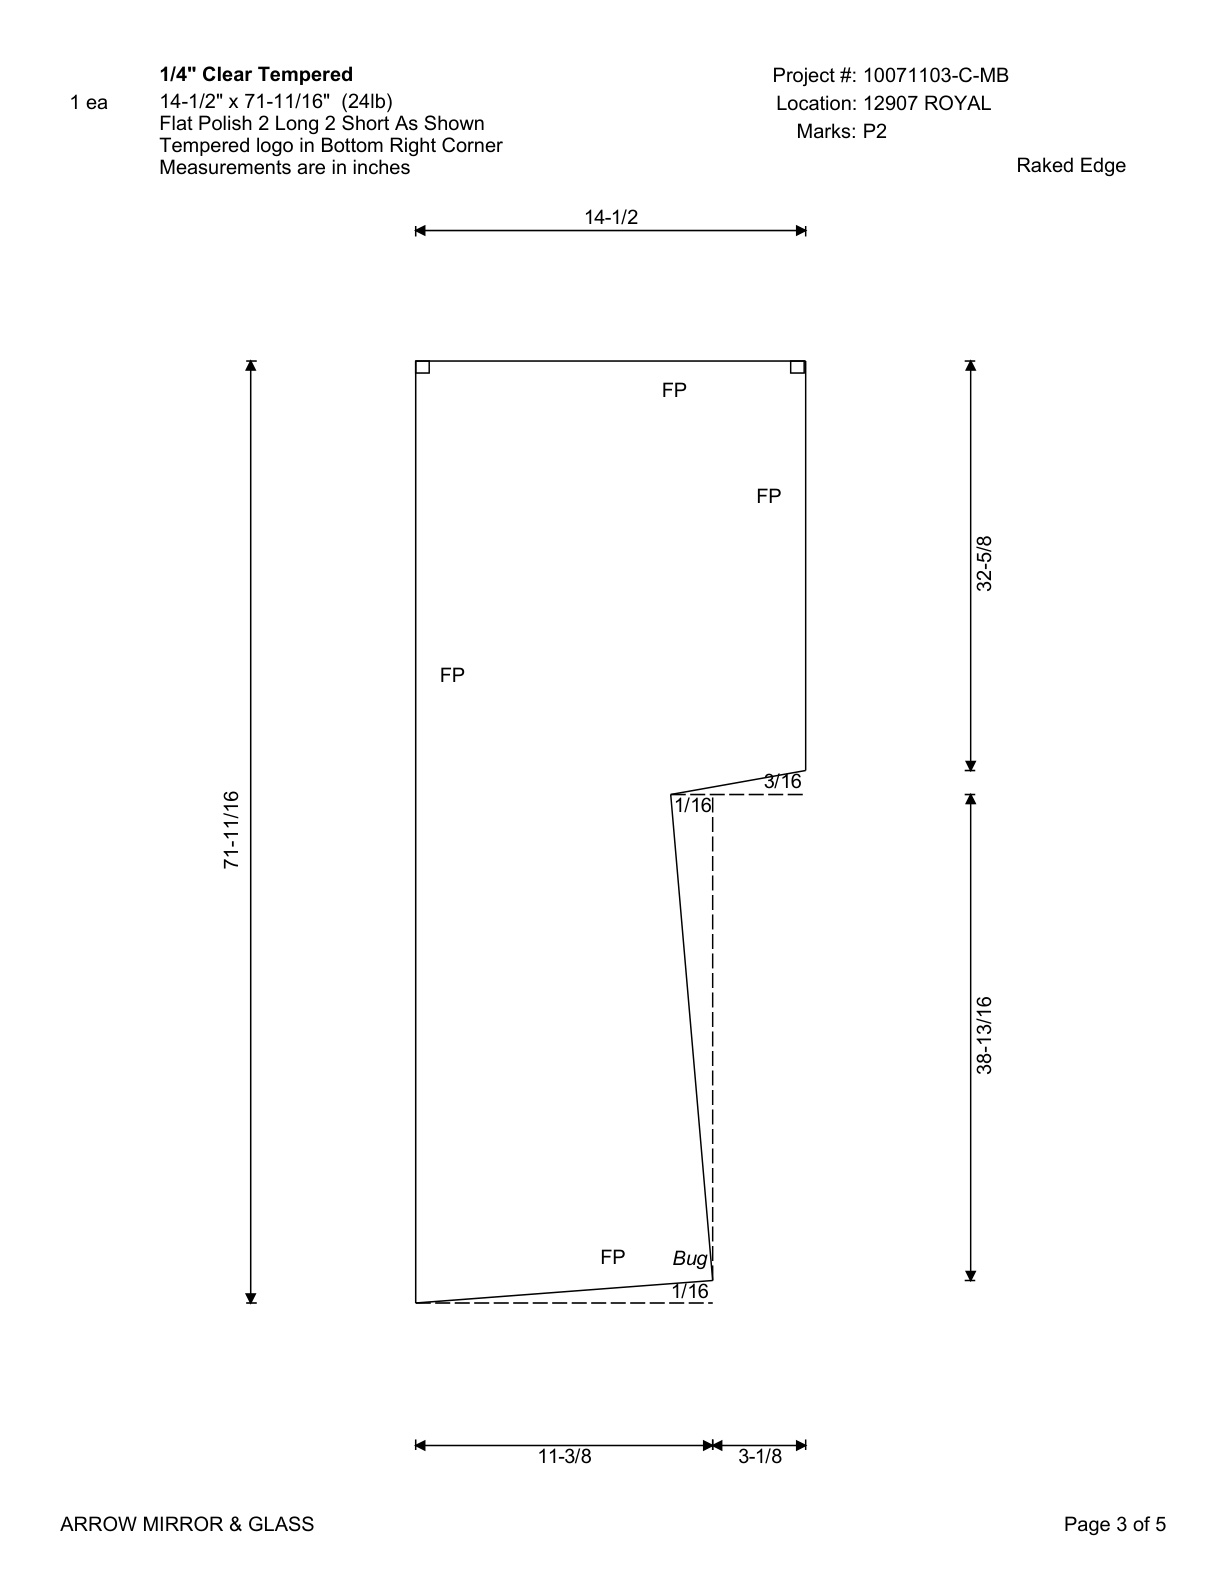 1/4" Clear Tempered
Project #: 10071103-C-MB
1 ea
14-1/2" x 71-11/16" (24lb)
Location: 12907 ROYAL
Flat Polish 2 Long 2 Short As Shown
Marks: P2
Tempered logo in Bottom Right Corner
Measurements are in inches
Raked Edge
14-1/2
FP
FP
32-5/8
FP
3/16
1/16
71-11/16
38-13/16
FP
Bug
1/16
11-3/8
3-1/8
ARROW MIRROR & GLASS
Page 3 of 5